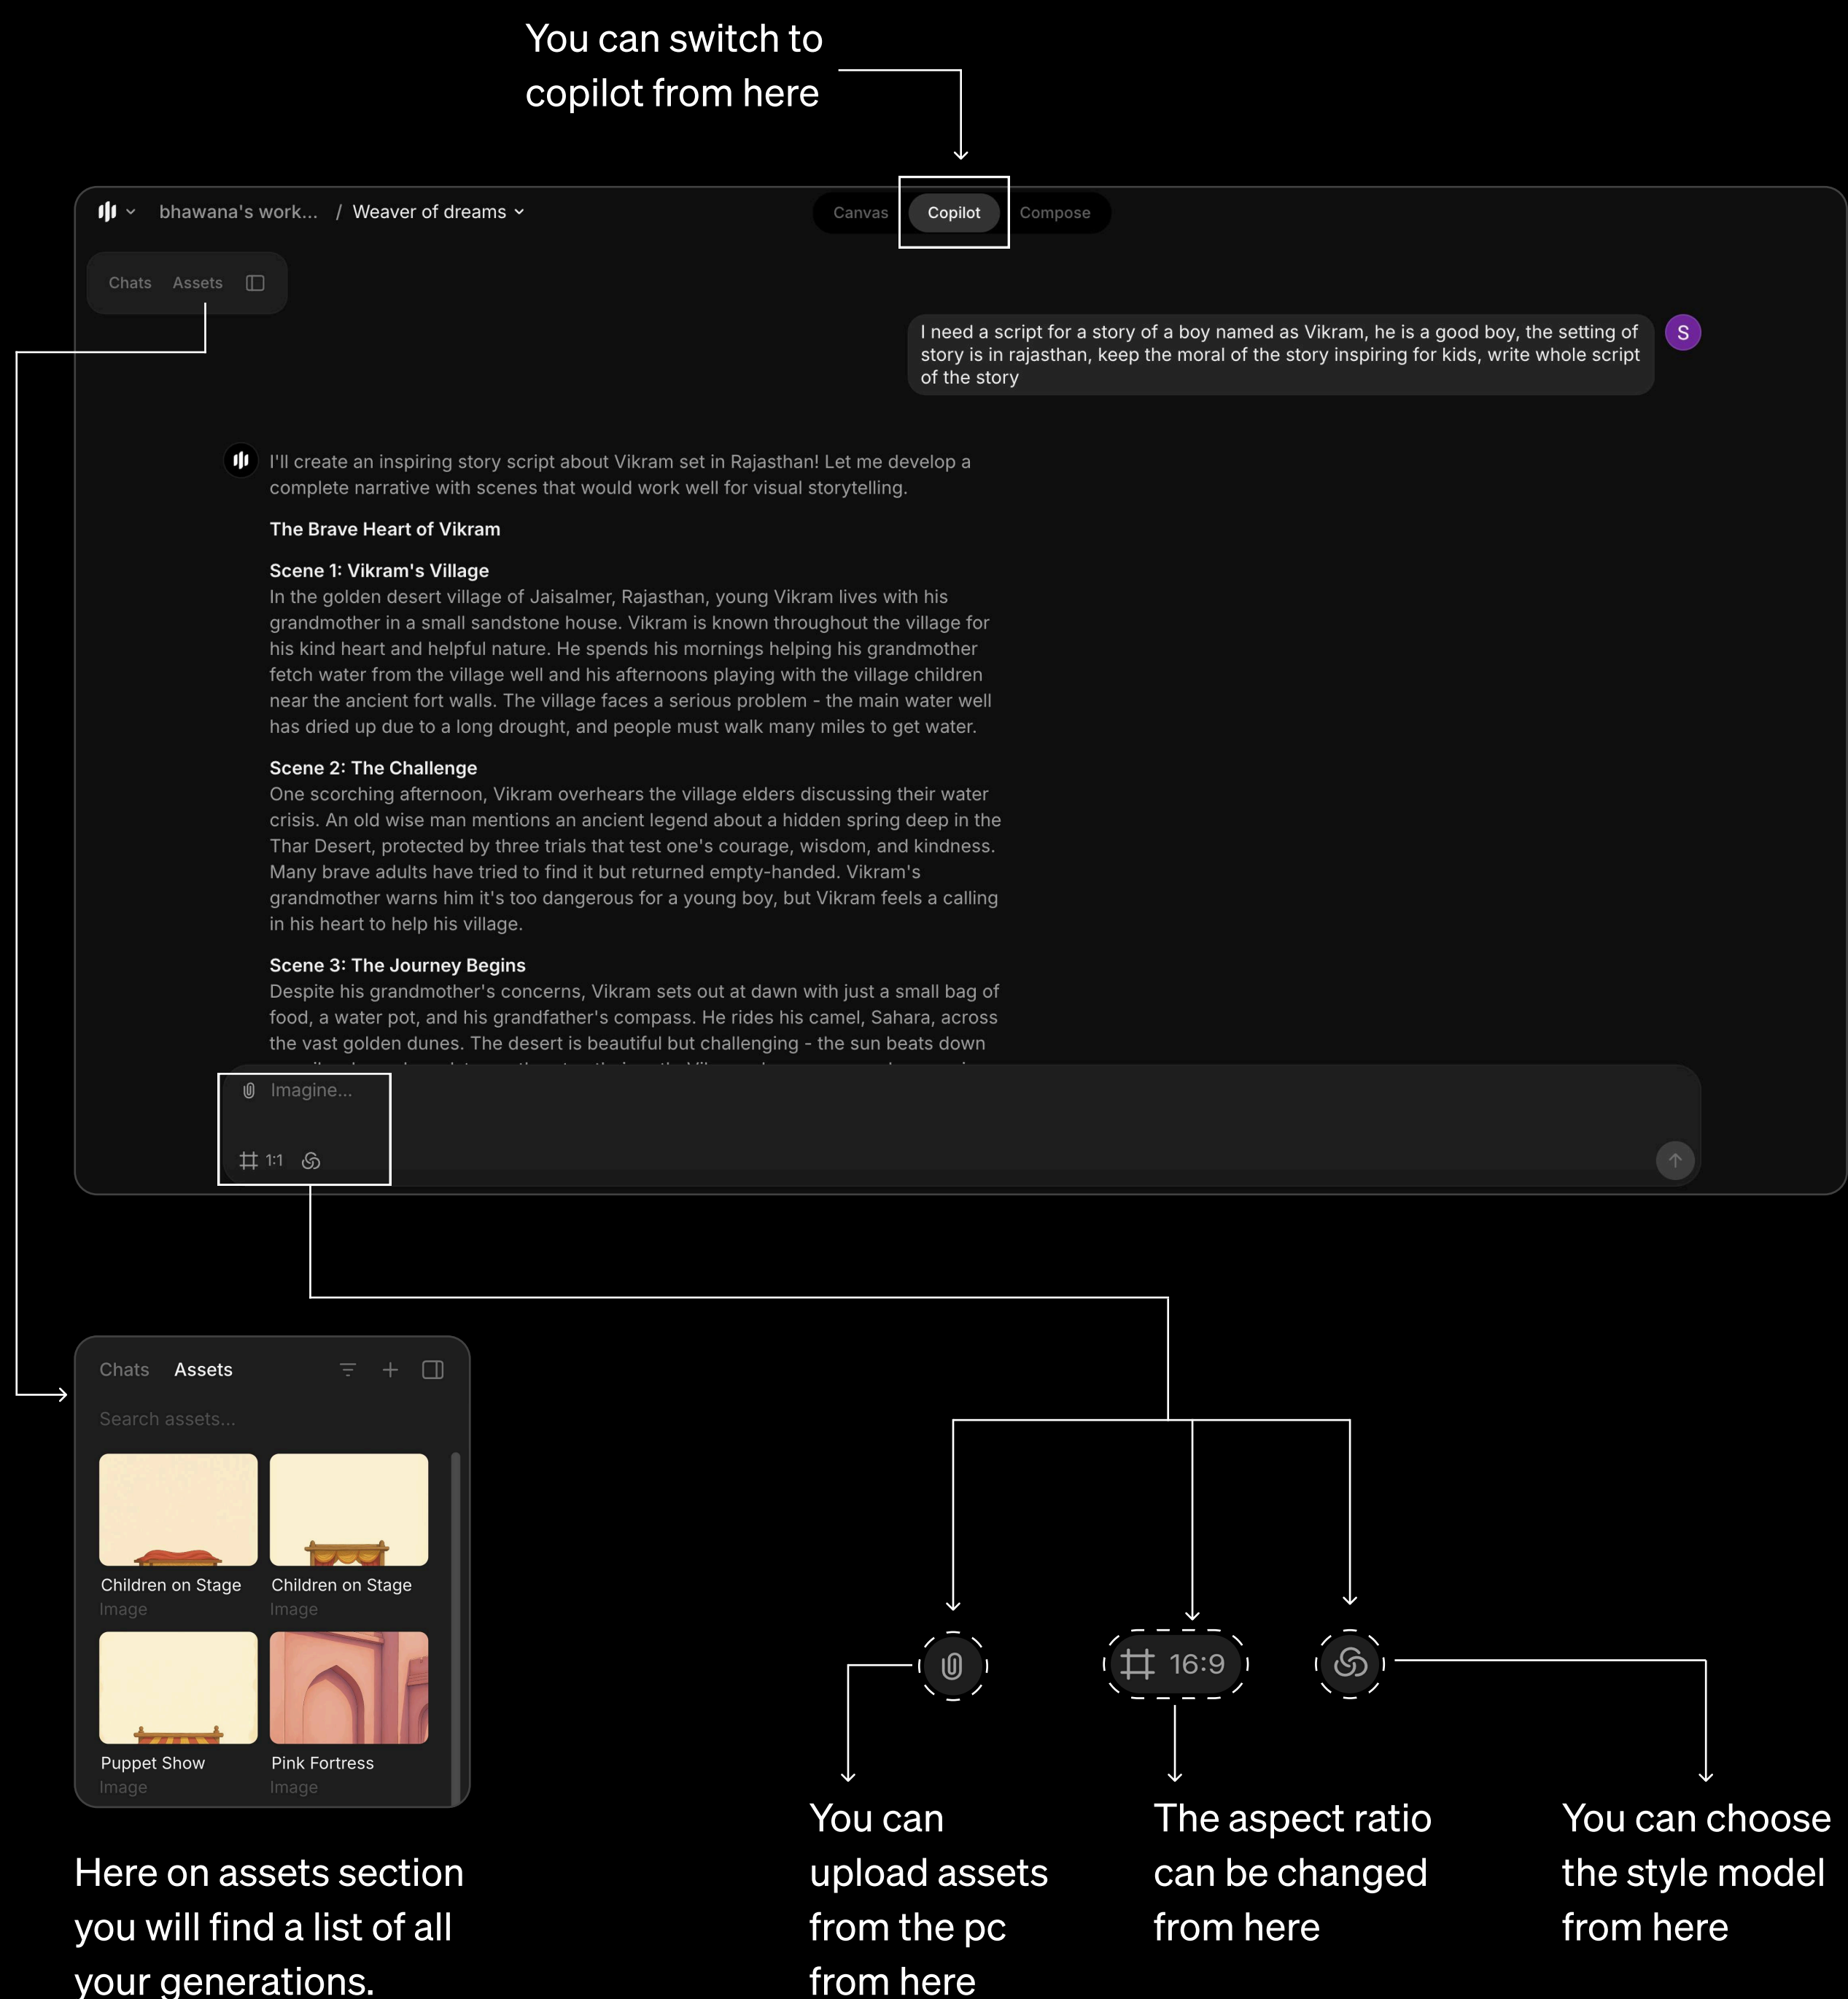 You can switch to
copilot from here
bhawana's work... / Weaver of dreams
Canvas Copilot Compose
Chats Assets
I need a script for a story of a boy named as Vikram, he is a good boy, the setting of
story is in rajasthan, keep the moral of the story inspiring for kids, write whole script
of the story
S
I'll create an inspiring story script about Vikram set in Rajasthan! Let me develop a
complete narrative with scenes that would work well for visual storytelling.
The Brave Heart of Vikram
Scene 1: Vikram's Village
In the golden desert village of Jaisalmer, Rajasthan, young Vikram lives with his
grandmother in a small sandstone house. Vikram is known throughout the village for
his kind heart and helpful nature. He spends his mornings helping his grandmother
fetch water from the village well and his afternoons playing with the village children
near the ancient fort walls. The village faces a serious problem - the main water well
has dried up due to a long drought, and people must walk many miles to get water.
Scene 2: The Challenge
One scorching afternoon, Vikram overhears the village elders discussing their water
crisis. An old wise man mentions an ancient legend about a hidden spring deep in the
Thar Desert, protected by three trials that test one's courage, wisdom, and kindness.
Many brave adults have tried to find it but returned empty-handed. Vikram's
grandmother warns him it's too dangerous for a young boy, but Vikram feels a calling
in his heart to help his village.
Scene 3: The Journey Begins
Despite his grandmother's concerns, Vikram sets out at dawn with just a small bag of
food, a water pot, and his grandfather's compass. He rides his camel, Sahara, across
the vast golden dunes. The desert is beautiful but challenging - the sun beats down
Imagine...
1:1
Chats Assets
Search assets...
Children on Stage
Image
Children on Stage
Image
Puppet Show
Image
Pink Fortress
Image
Here on assets section
you will find a list of all
your generations.
16:9
You can
upload assets
from the pc
from here
The aspect ratio
can be changed
from here
You can choose
the style model
from here